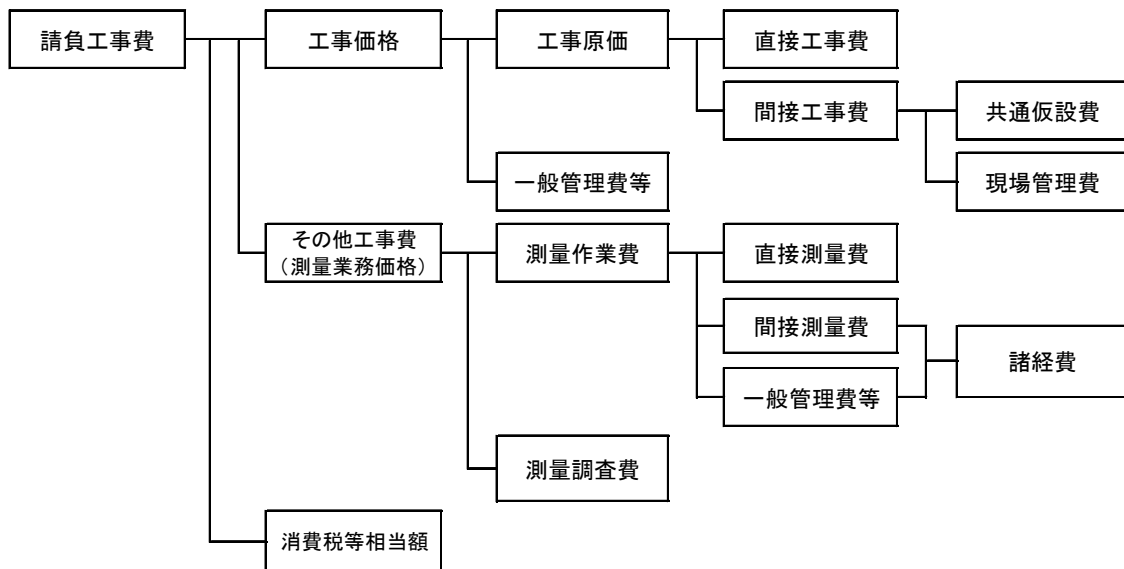 請負工事費
工事価格
工事原価
直接工事費
間接工事費
共通仮設費
現場管理費
一般管理費等
その他工事費
（測量業務価格）
測量作業費
直接測量費
間接測量費
諸経費
一般管理費等
測量調査費
消費税等相当額